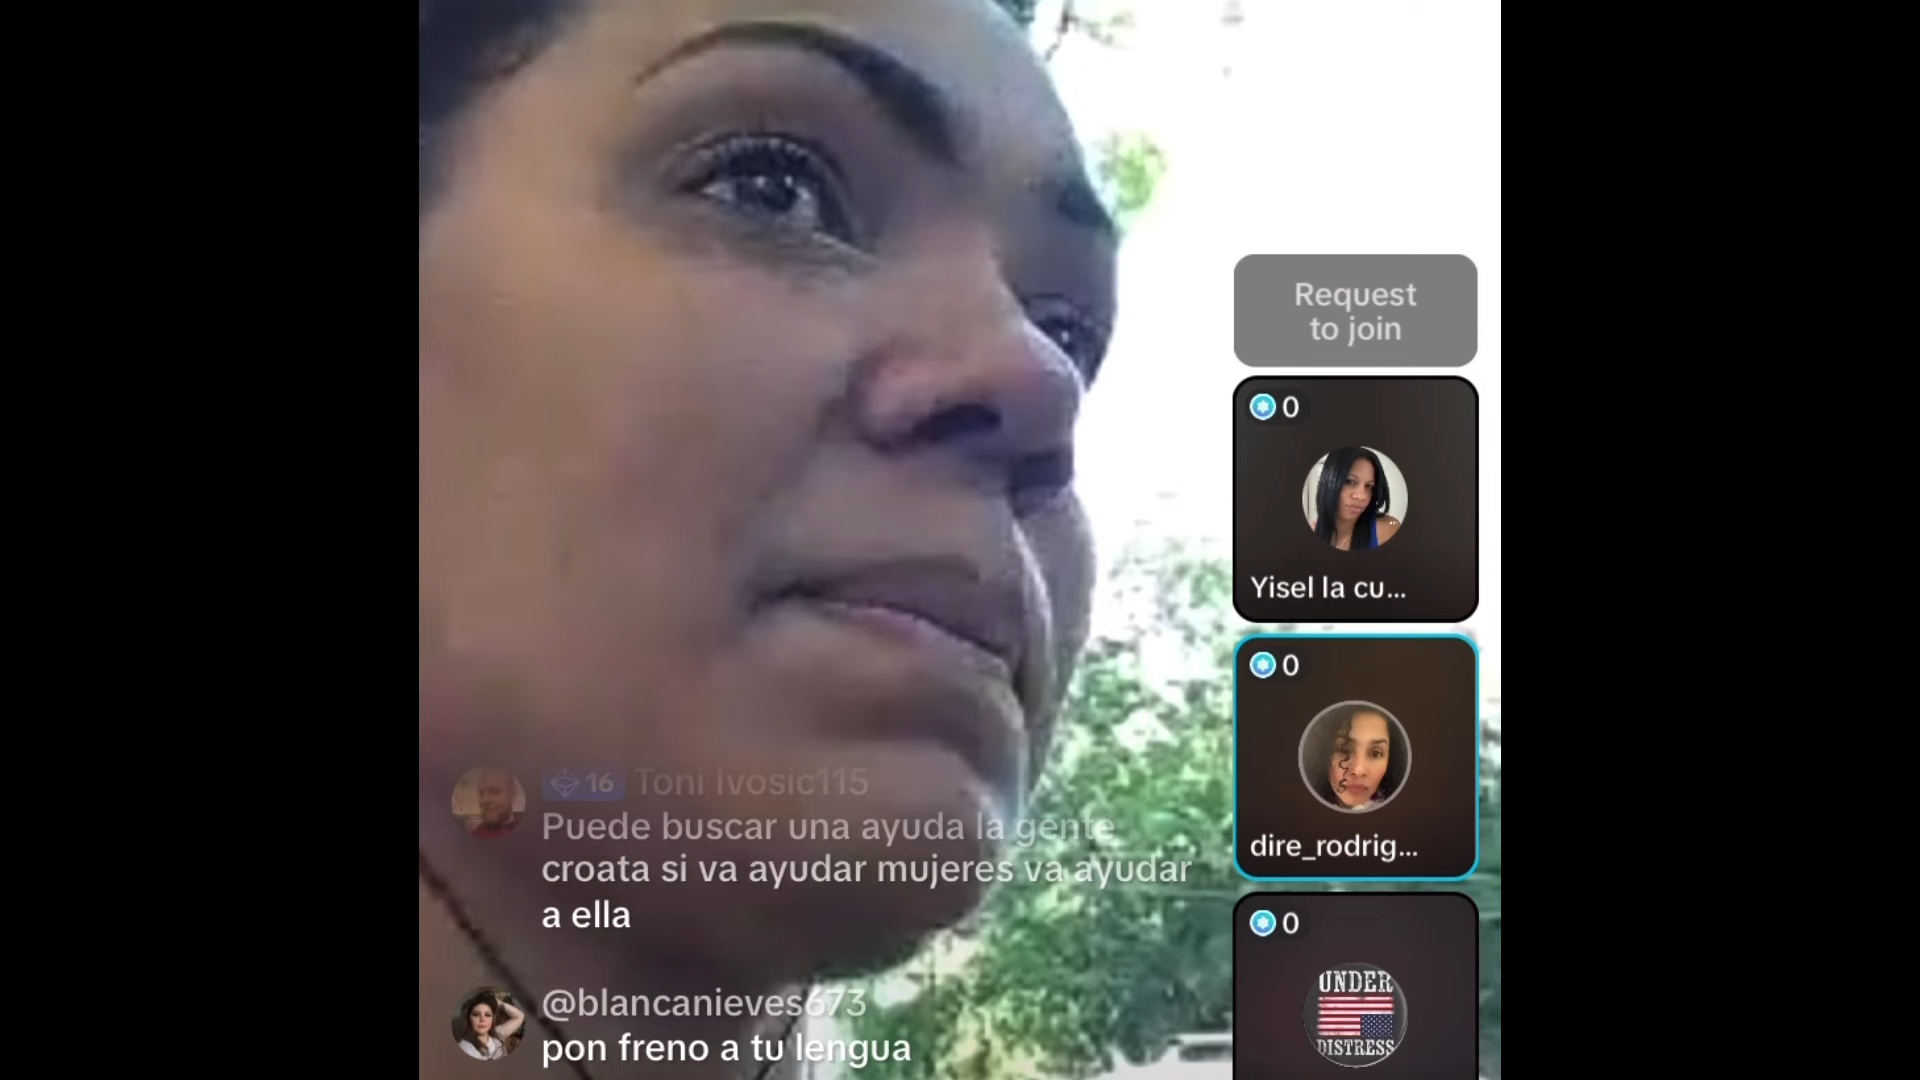 Request
to join
0
Yisel la cu...
0
dire_rodrig...
0
UNDER
DISTRESS
16 Toni Ivosic115
Puede buscar una ayuda la gente
croata si va ayudar mujeres va ayudar
a ella
@blancanieves673
pon freno a tu lengua